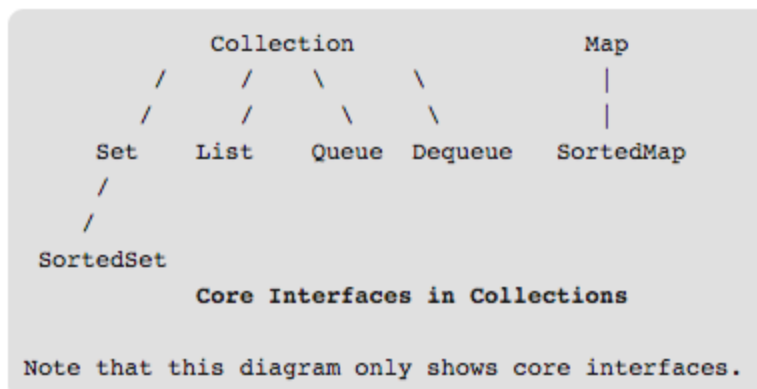 Collection Map
/ / \ \ |
/ / \ \ |
Set List Queue Dequeue SortedMap
/
/
SortedSet
Core Interfaces in Collections
Note that this diagram only shows core interfaces.